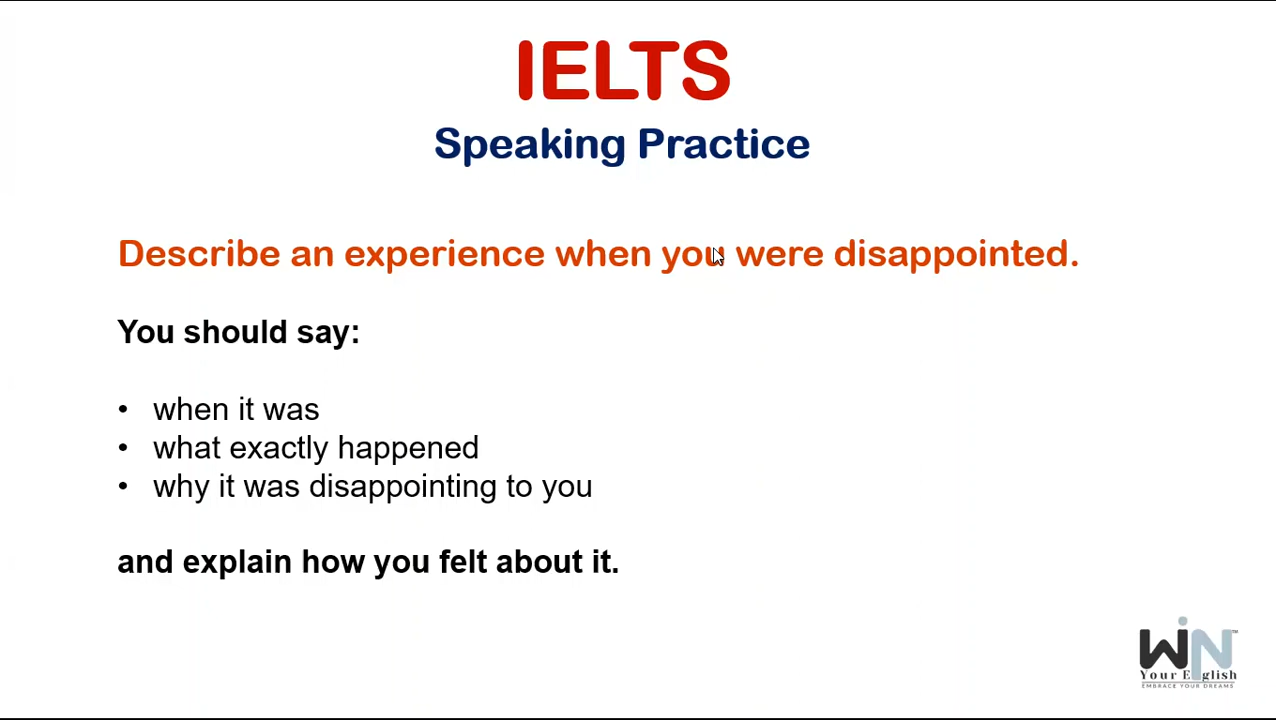 IELTS
Speaking Practice
Describe an experience when you were disappointed.
You should say:
• when it was
• what exactly happened
• why it was disappointing to you
and explain how you felt about it.
WiN™
Your English
EMBRACE YOUR DREAMS